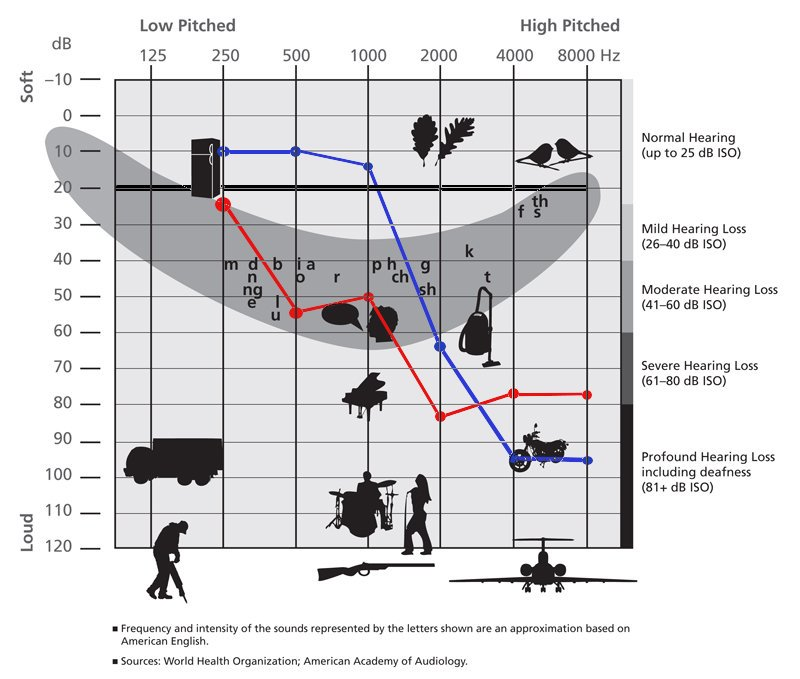 Low Pitched High Pitched
dB
125 250 500 1000 2000 4000 8000 Hz
Soft
–10
0
10
20
30
40
50
60
70
80
90
100
110
120
Loud
th
f s
k
m d b i a p h g
n o r ch t
ng sh
e l
u
Normal Hearing
(up to 25 dB ISO)
Mild Hearing Loss
(26–40 dB ISO)
Moderate Hearing Loss
(41–60 dB ISO)
Severe Hearing Loss
(61–80 dB ISO)
Profound Hearing Loss
including deafness
(81+ dB ISO)
■ Frequency and intensity of the sounds represented by the letters shown are an approximation based on
American English.
■ Sources: World Health Organization; American Academy of Audiology.